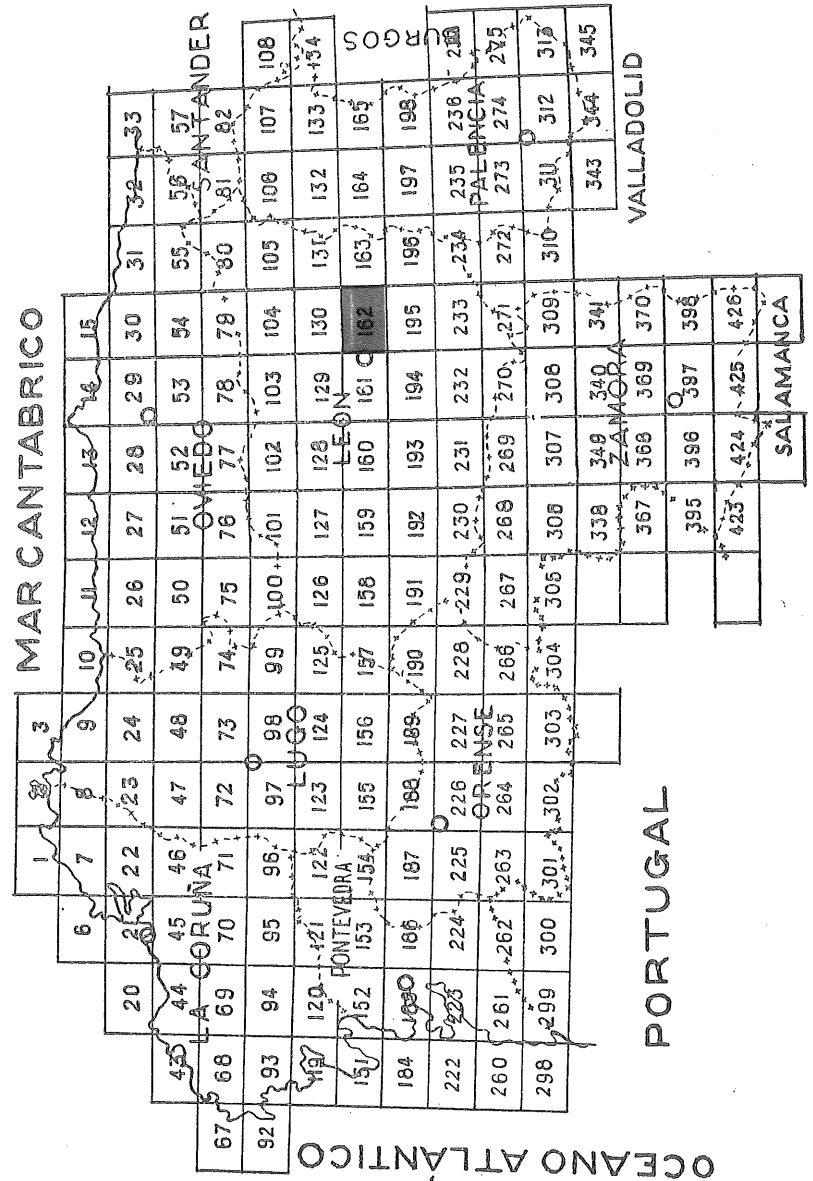 MAR CANTABRICO
1 3
6 7 8 9 10 11 12 13 14 15
20 21 22 23 24 25 26 27 28 29 30 31 32 33
43 44 45 46 47 48 49 50 51 52 53 54 55 56 57
LA CORUÑA OVIEDO SANTANDER
67 68 69 70 71 72 73 74 75 76 77 78 79 80 81 82
92 93 94 95 96 97 98 99 100 101 102 103 104 105 106 107 108
LUGO
119 120 121 122 123 124 125 126 127 128 129 130 131 132 133 134
PONTEVEDRA LEON
151 152 153 154 155 156 157 158 159 160 161 162 163 164 165
URGOS
184 185 186 187 188 189 190 191 192 193 194 195 196 197 198
222 223 224 225 226 227 228 229 230 231 232 233 234 235 236
ORENSE PALENCIA
260 261 262 263 264 265 266 267 268 269 270 271 272 273 274 275
298 299 300 301 302 303 304 305 306 307 308 309 310 311 312 313
338 349 340 341 343 344 345
ZAMORA
367 368 369 370
VALLADOLID
395 396 397 398
423 424 425 426
SALAMANCA
OCEANO ATLANTICO
PORTUGAL